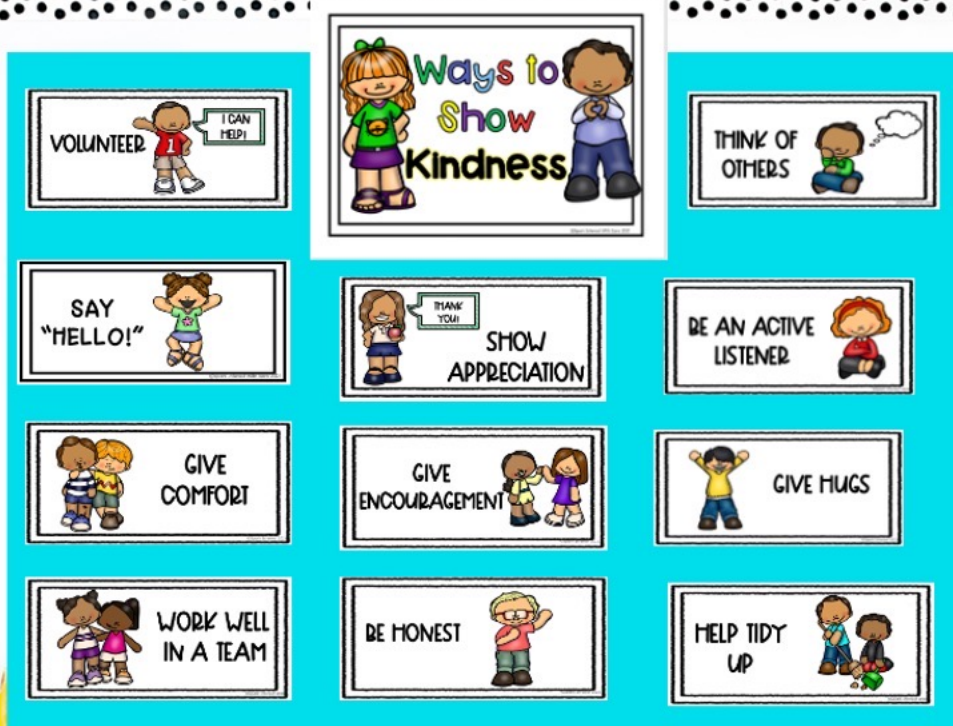 Ways to
Show
Kindness
VOLUNTEER
I CAN
HELP!
THINK OF
OTHERS
SAY
"HELLO!"
THANK
YOU!
SHOW
APPRECIATION
BE AN ACTIVE
LISTENER
GIVE
COMFORT
GIVE
ENCOURAGEMENT
GIVE HUGS
WORK WELL
IN A TEAM
BE HONEST
HELP TIDY
UP